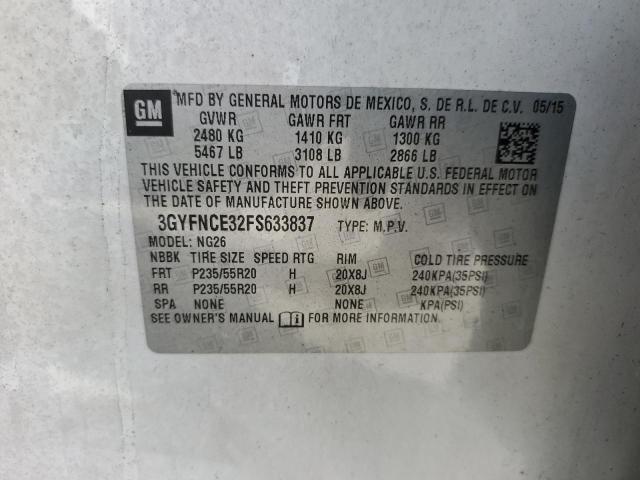 GM MFD BY GENERAL MOTORS DE MEXICO, S. DE R.L. DE C.V. 05/15
GVWR GAWR FRT GAWR RR
2480 KG 1410 KG 1300 KG
5467 LB 3108 LB 2866 LB
THIS VEHICLE CONFORMS TO ALL APPLICABLE U.S. FEDERAL MOTOR
VEHICLE SAFETY AND THEFT PREVENTION STANDARDS IN EFFECT ON
THE DATE OF MANUFACTURE SHOWN ABOVE.
3GYFNCE32FS633837 TYPE: M.P.V.
MODEL: NG26
NBBK TIRE SIZE SPEED RTG RIM COLD TIRE PRESSURE
FRT P235/55R20 H 20X8J 240KPA(35PSI)
RR P235/55R20 H 20X8J 240KPA(35PSI)
SPA NONE NONE KPA(PSI)
SEE OWNER'S MANUAL FOR MORE INFORMATION.